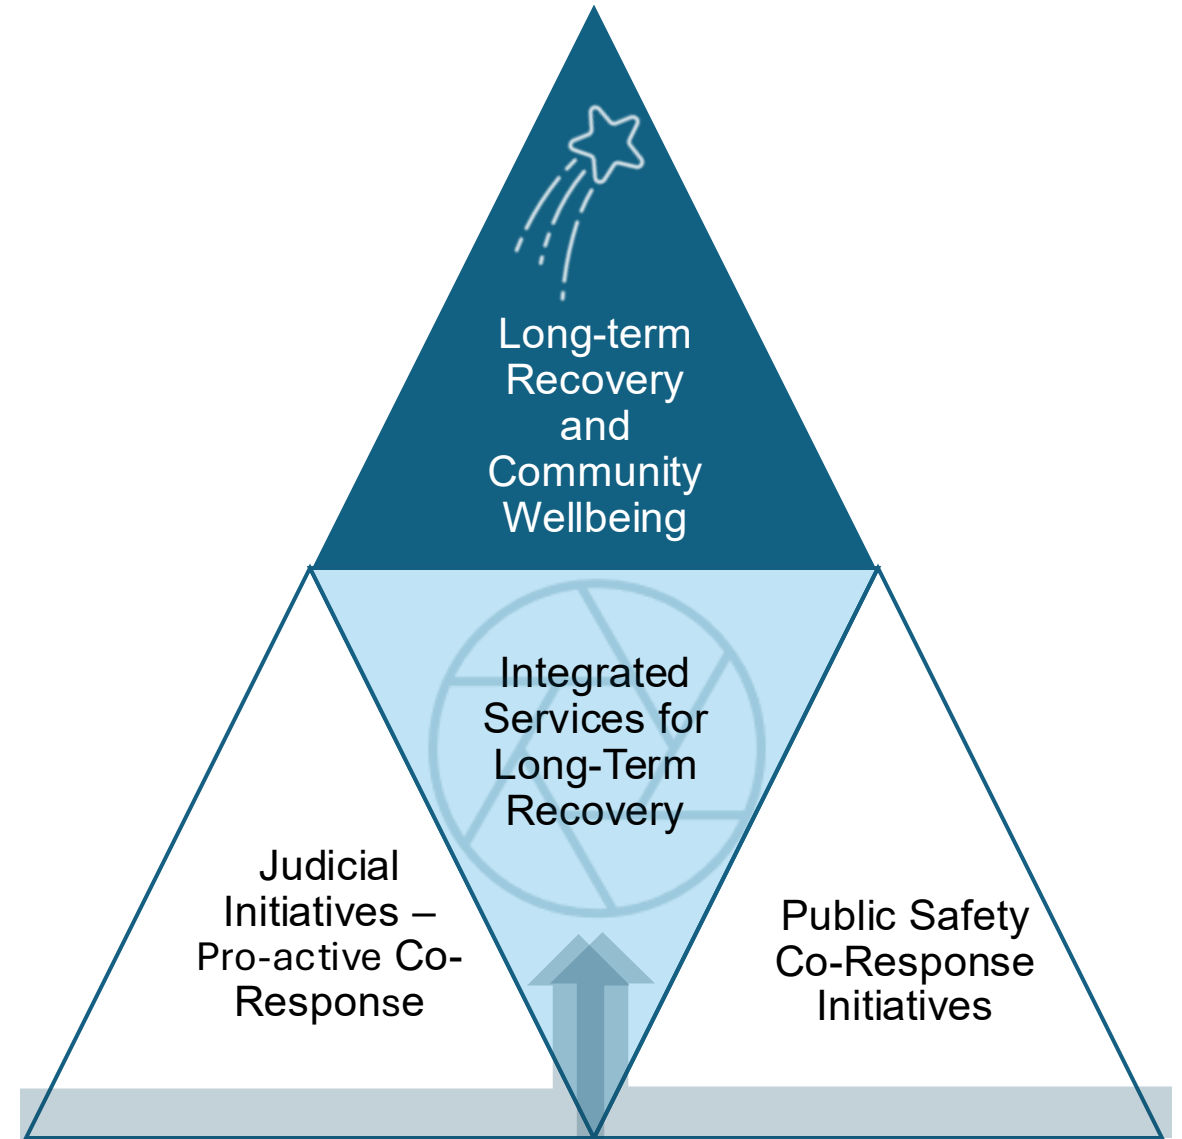 Long-term
Recovery
and
Community
Wellbeing
Integrated
Services for
Long-Term
Recovery
Judicial
Initiatives –
Pro-active Co-
Response
Public Safety
Co-Response
Initiatives